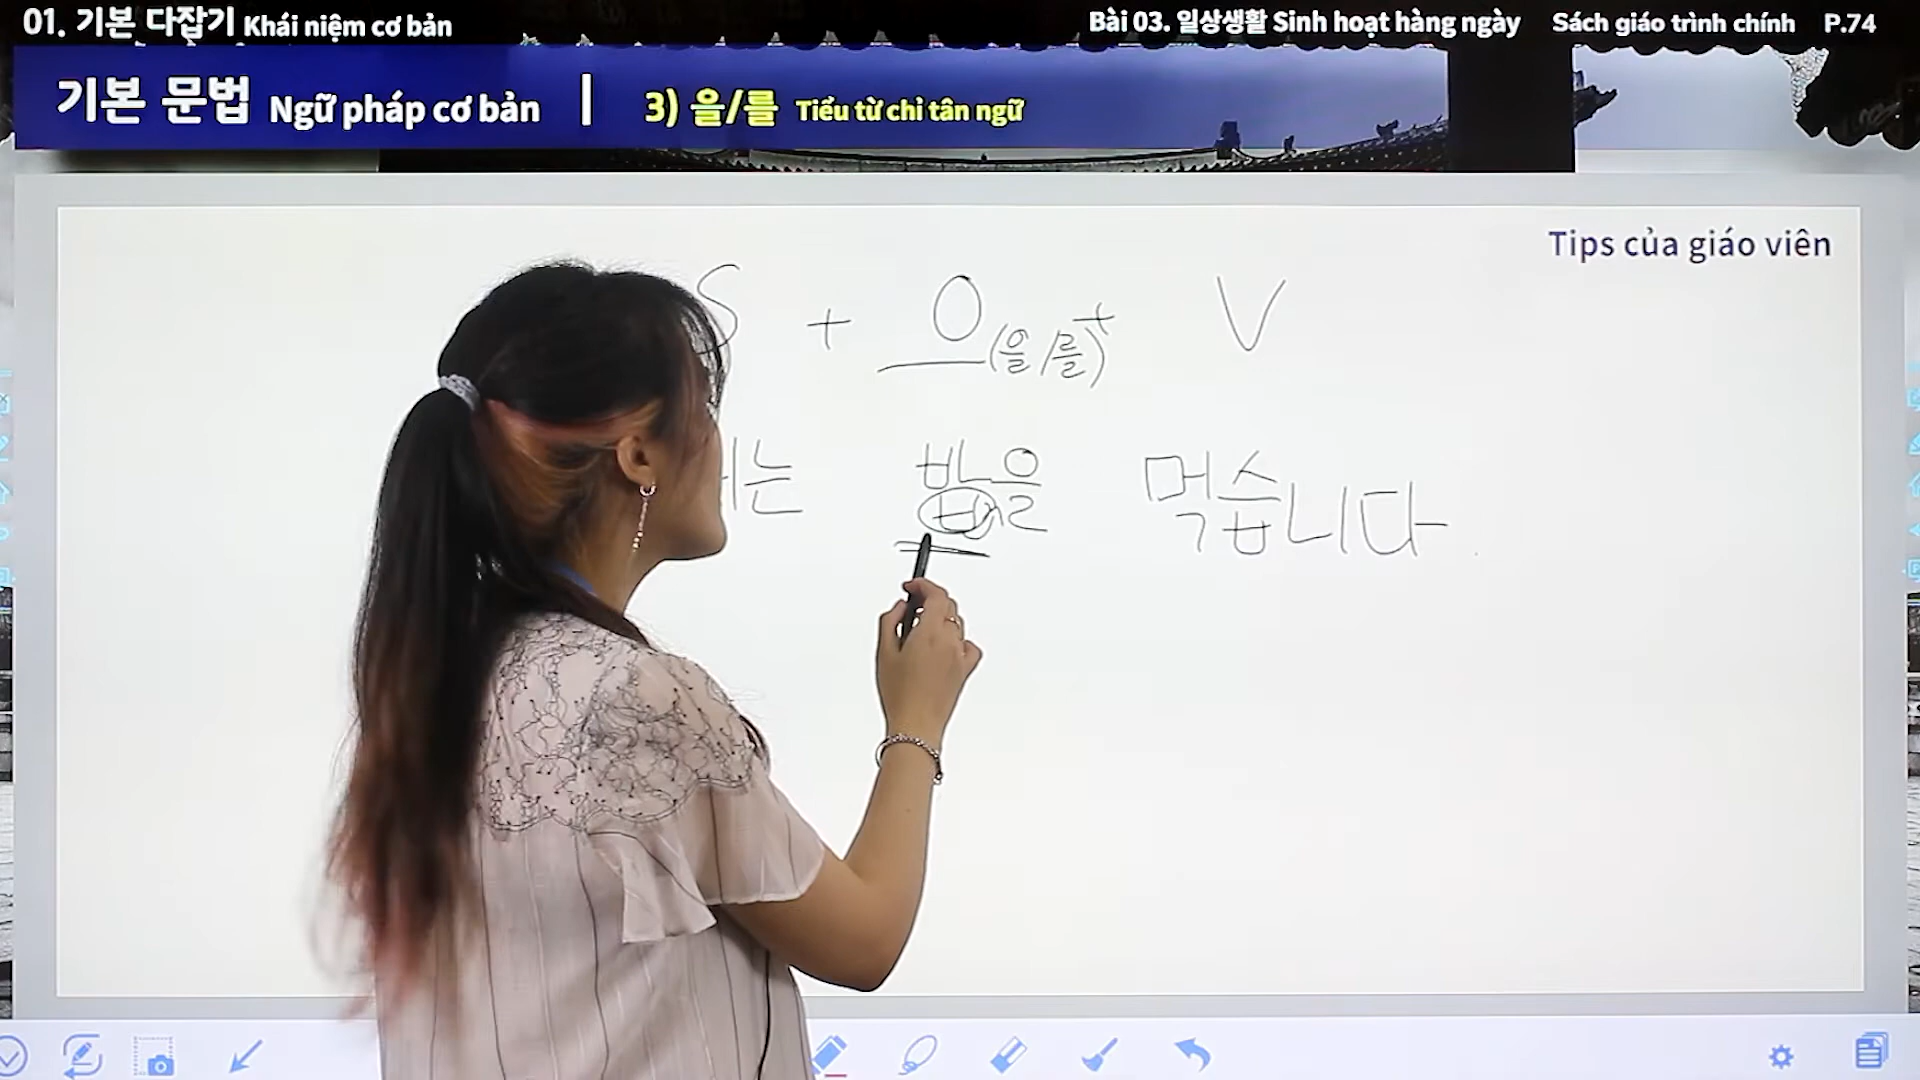 01. 기본 다잡기 Khái niệm cơ bản
Bài 03. 일상생활 Sinh hoạt hàng ngày Sách giáo trình chính P.74
기본 문법 Ngữ pháp cơ bản | 3) 을/를 Tiểu từ chỉ tân ngữ
Tips của giáo viên
S + O(을/를) + V
는 밥을 먹습니다.